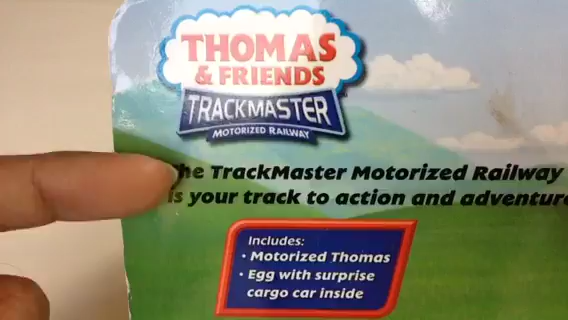 THOMAS
& FRIENDS
TRACKMASTER
MOTORIZED RAILWAY
he TrackMaster Motorized Railway
is your track to action and adventure
Includes:
• Motorized Thomas
• Egg with surprise
cargo car inside